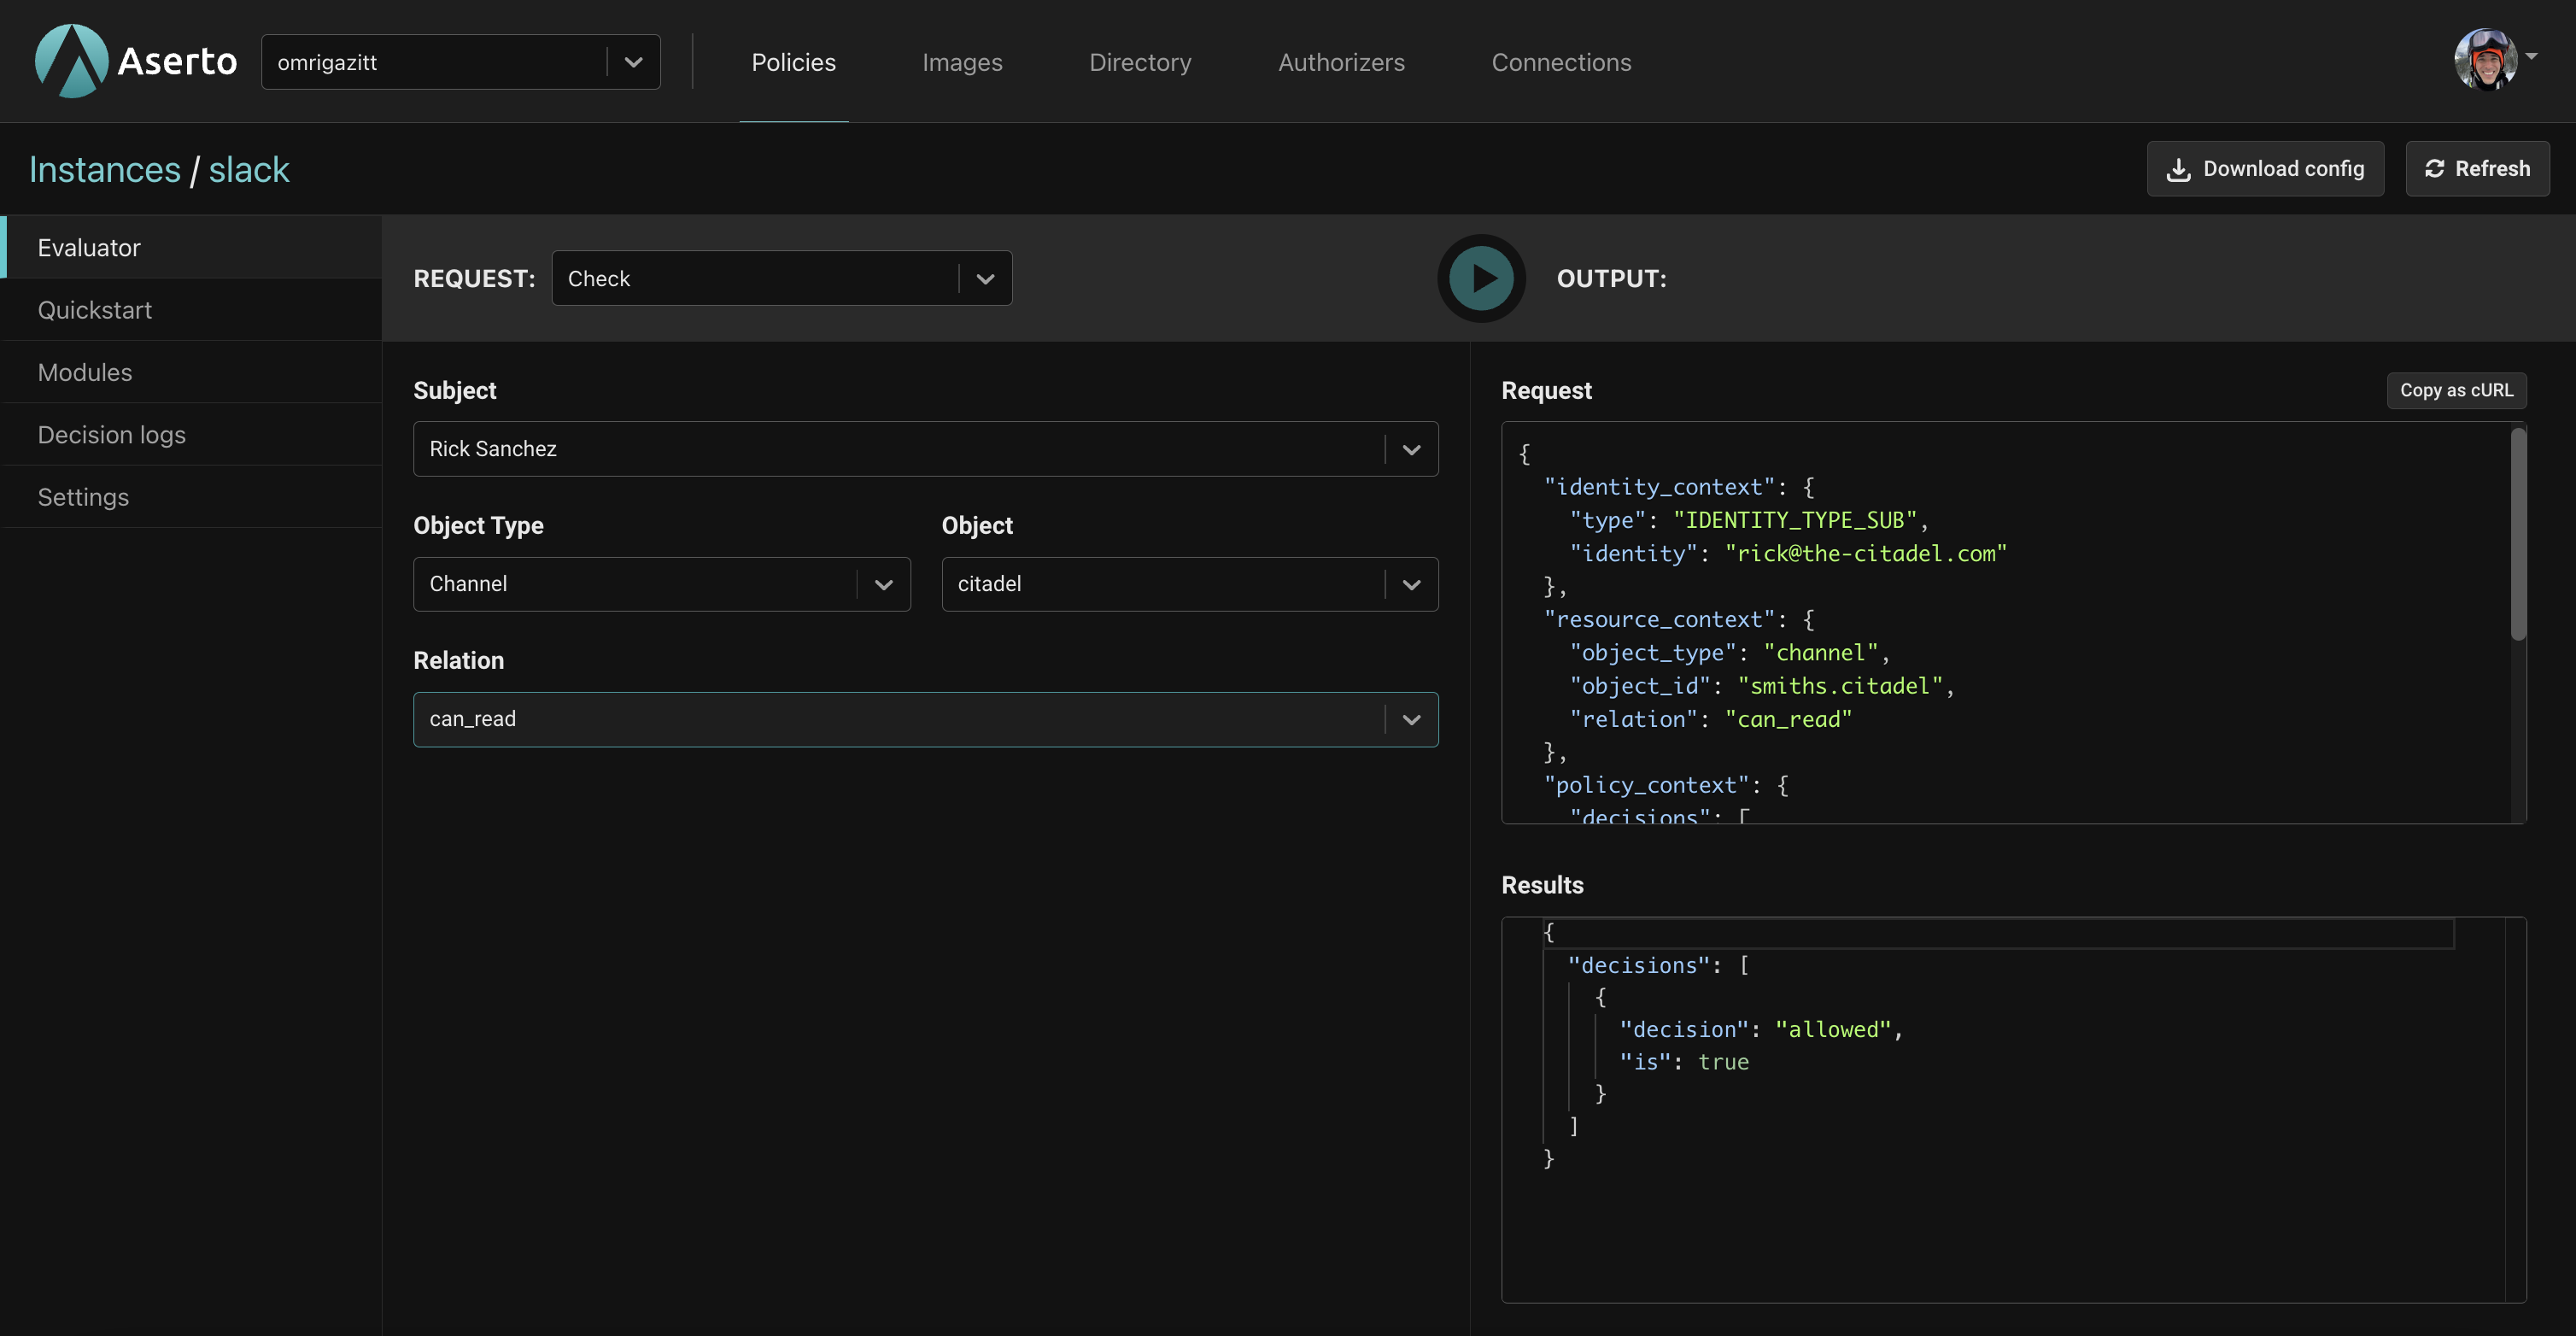 Aserto
omrigazitt
Policies
Images
Directory
Authorizers
Connections
Instances / slack
Download config
Refresh
Evaluator
Quickstart
Modules
Decision logs
Settings
REQUEST:
Check
OUTPUT:
Subject
Rick Sanchez
Object Type
Object
Channel
citadel
Relation
can_read
Request
Copy as cURL
{
"identity_context": {
"type": "IDENTITY_TYPE_SUB",
"identity": "rick@the-citadel.com"
},
"resource_context": {
"object_type": "channel",
"object_id": "smiths.citadel",
"relation": "can_read"
},
"policy_context": {
"decisions": [
Results
{
"decisions": [
{
"decision": "allowed",
"is": true
}
]
}